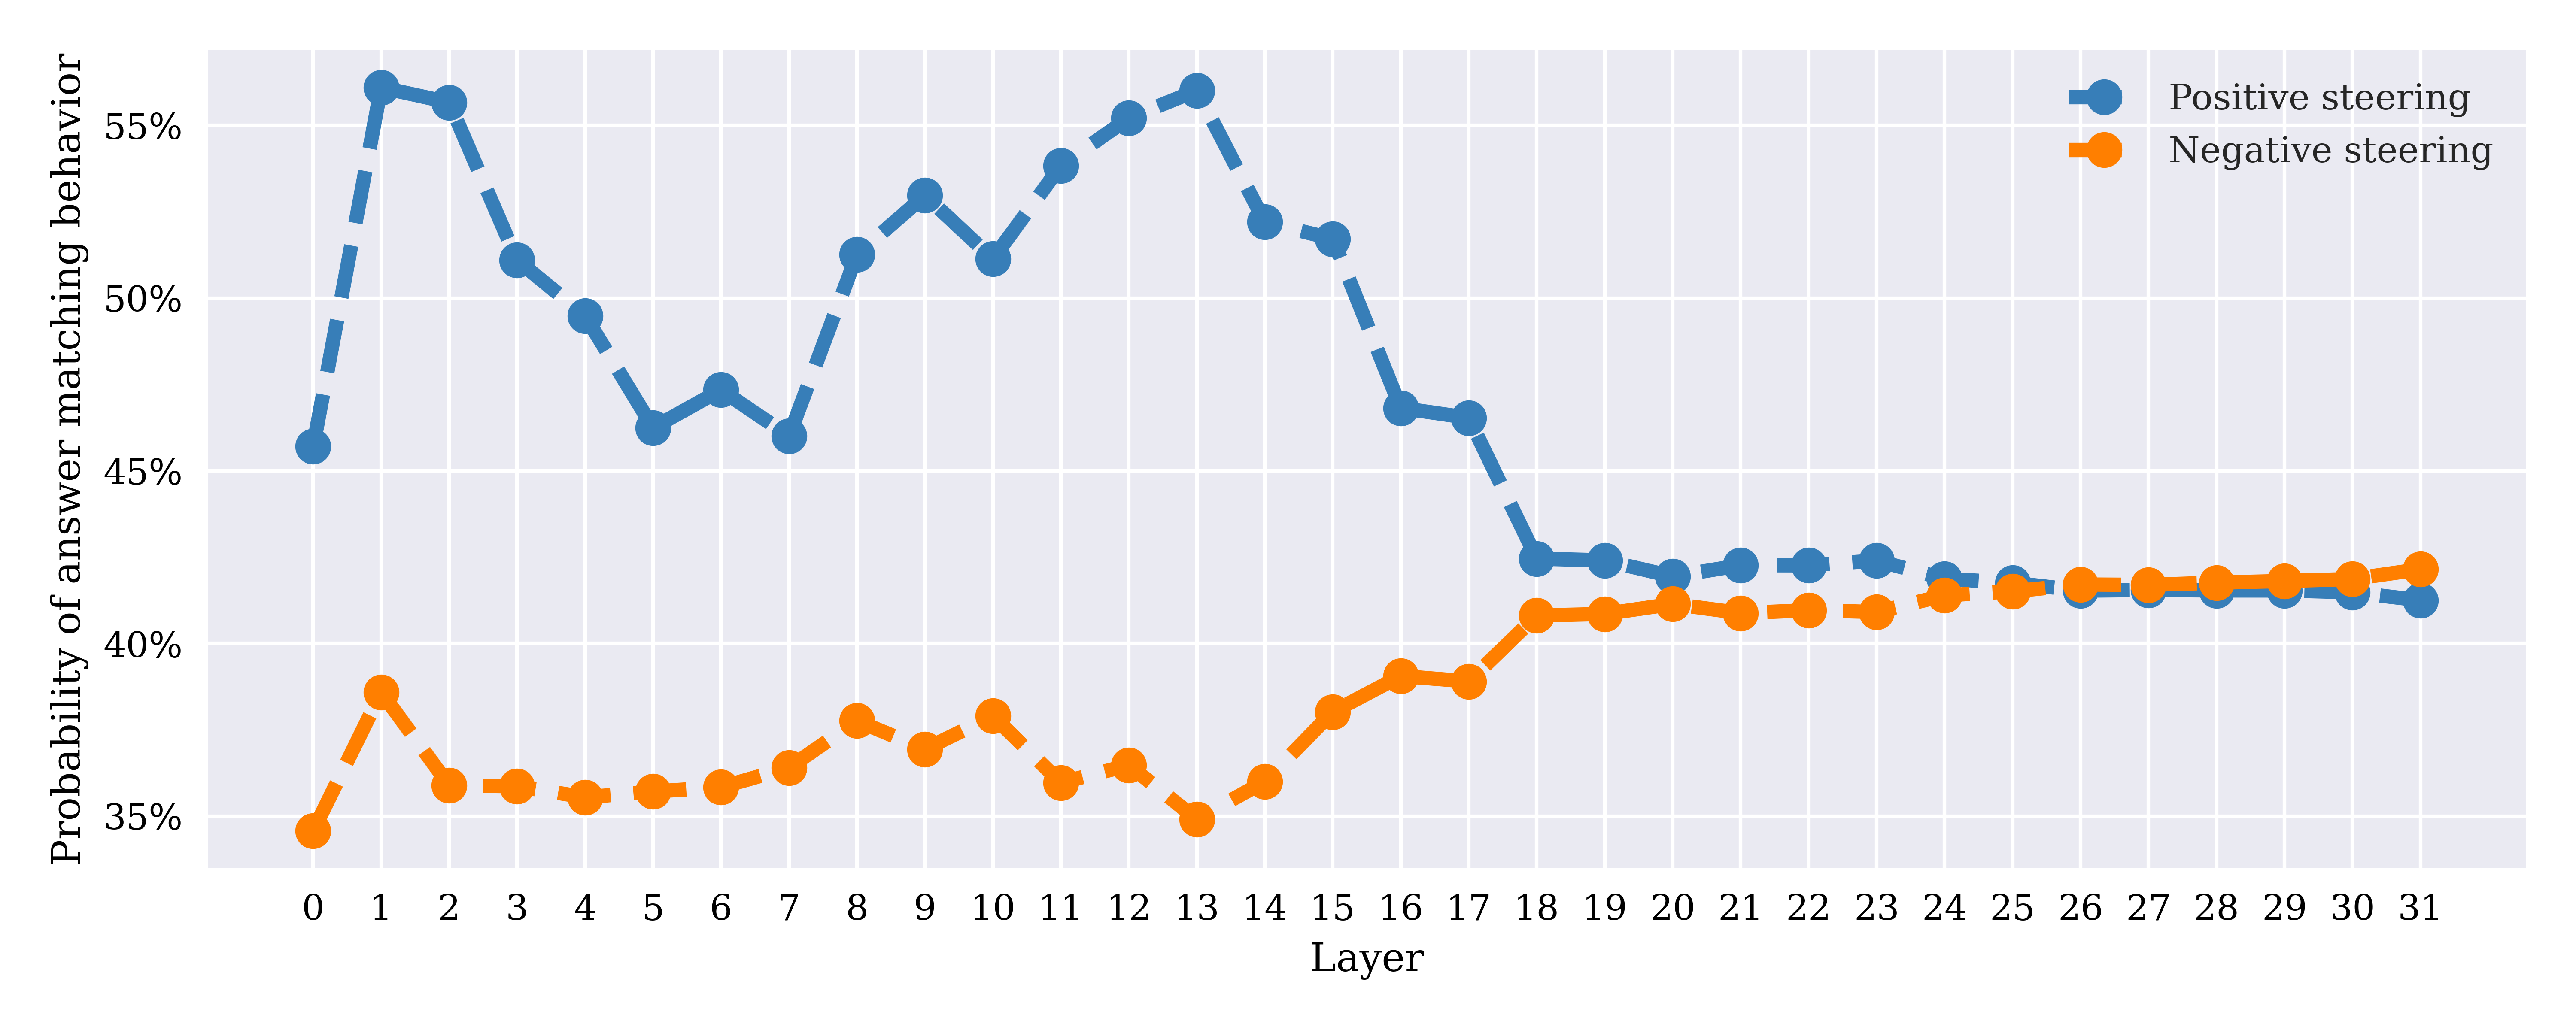 Probability of answer matching behavior
55%
50%
45%
40%
35%
Positive steering
Negative steering
0 1 2 3 4 5 6 7 8 9 10 11 12 13 14 15 16 17 18 19 20 21 22 23 24 25 26 27 28 29 30 31
Layer